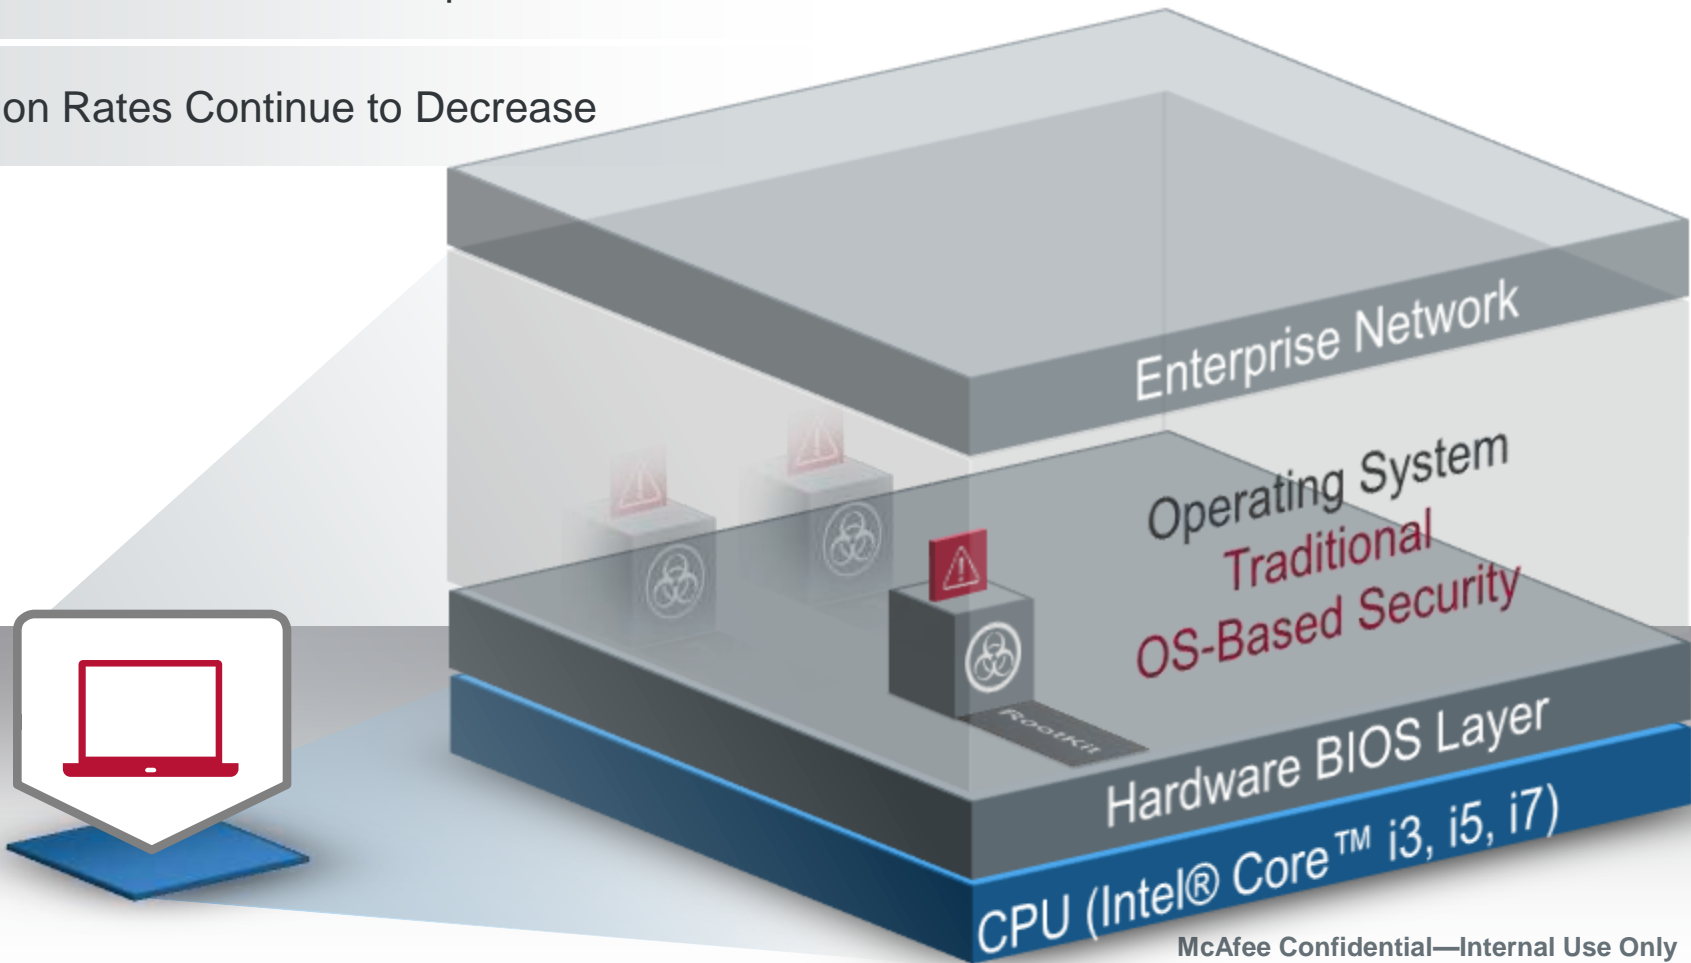 on Rates Continue to Decrease
Enterprise Network
Operating System
Traditional
OS-Based Security
RootKit
Hardware BIOS Layer
CPU (Intel® Core™ i3, i5, i7)
McAfee Confidential—Internal Use Only